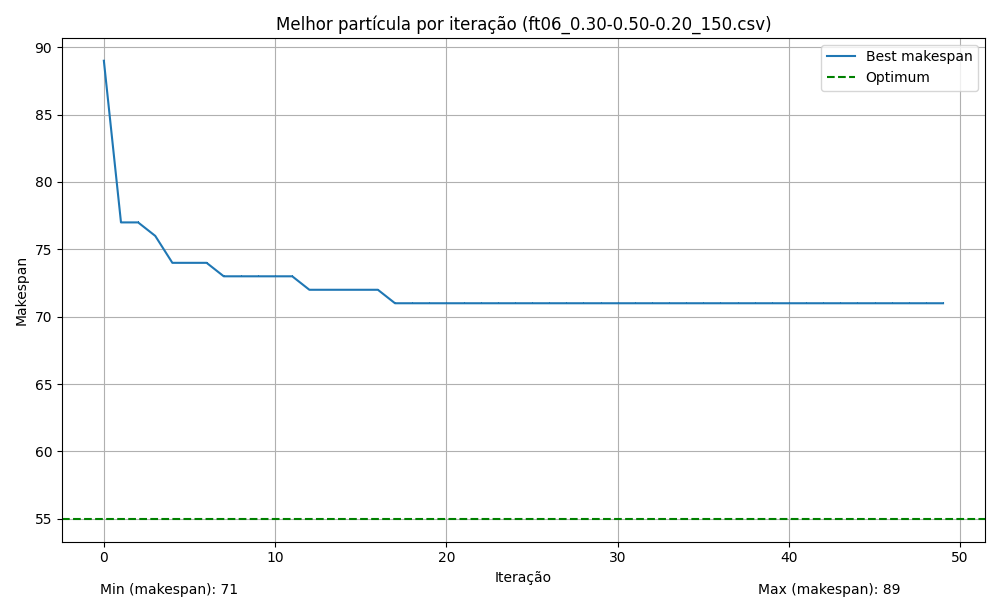 Melhor partícula por iteração (ft06_0.30-0.50-0.20_150.csv)
Best makespan
Optimum
Makespan
90
85
80
75
70
65
60
55
0 10 20 30 40 50
Iteração
Min (makespan): 71
Max (makespan): 89